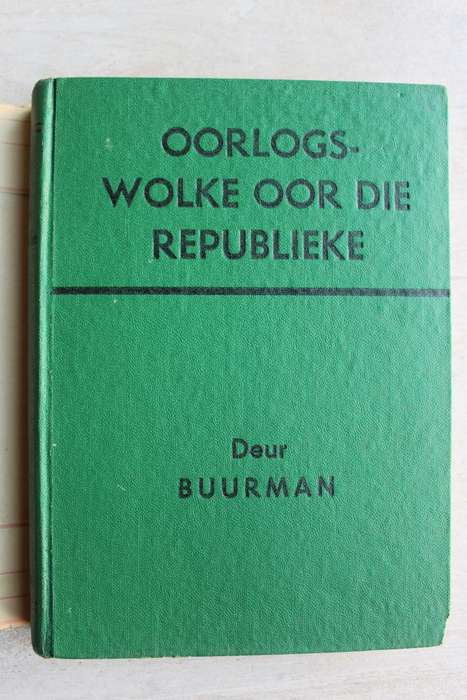 OORLOGS-
WOLKE OOR DIE
REPUBLIEKE
Deur
BUURMAN